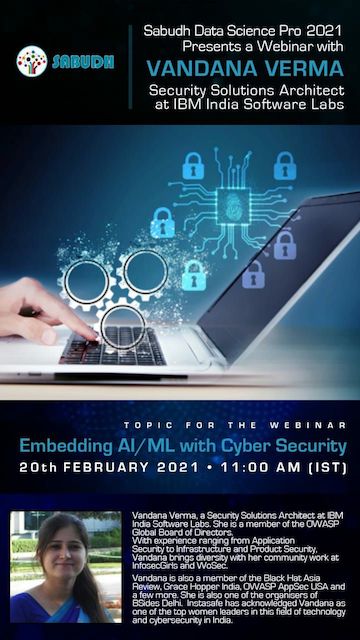 Sabudh Data Science Pro 2021
Presents a Webinar with
SABUDH
VANDANA VERMA
Security Solutions Architect
at IBM India Software Labs
TOPIC FOR THE WEBINAR
Embedding AI/ML with Cyber Security
20th FEBRUARY 2021 • 11:00 AM (IST)
Vandana Verma, a Security Solutions Architect at IBM
India Software Labs. She is a member of the OWASP
Global Board of Directors.
With experience ranging from Application
Security to Infrastructure and Product Security,
Vandana brings diversity with her community work at
InfosecGirls and WoSec.
Vandana is also a member of the Black Hat Asia
Review, Grace Hopper India, OWASP AppSec USA and
a few more. She is also one of the organisers of
BSides Delhi. Instasafe has acknowledged Vandana as
one of the top women leaders in this field of technology
and cybersecurity in India.